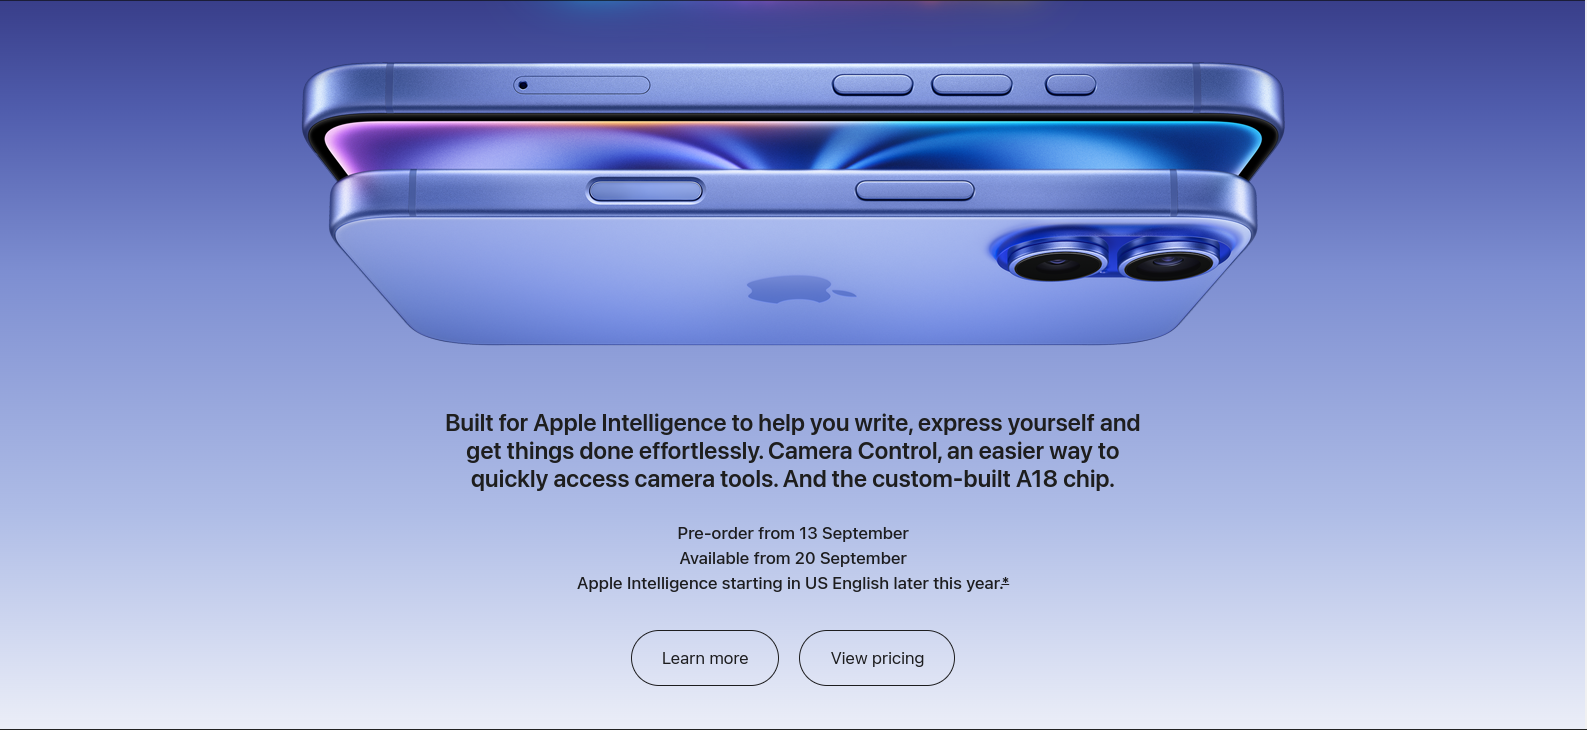 Built for Apple Intelligence to help you write, express yourself and
get things done effortlessly. Camera Control, an easier way to
quickly access camera tools. And the custom-built A18 chip.
Pre-order from 13 September
Available from 20 September
Apple Intelligence starting in US English later this year.*
Learn more
View pricing